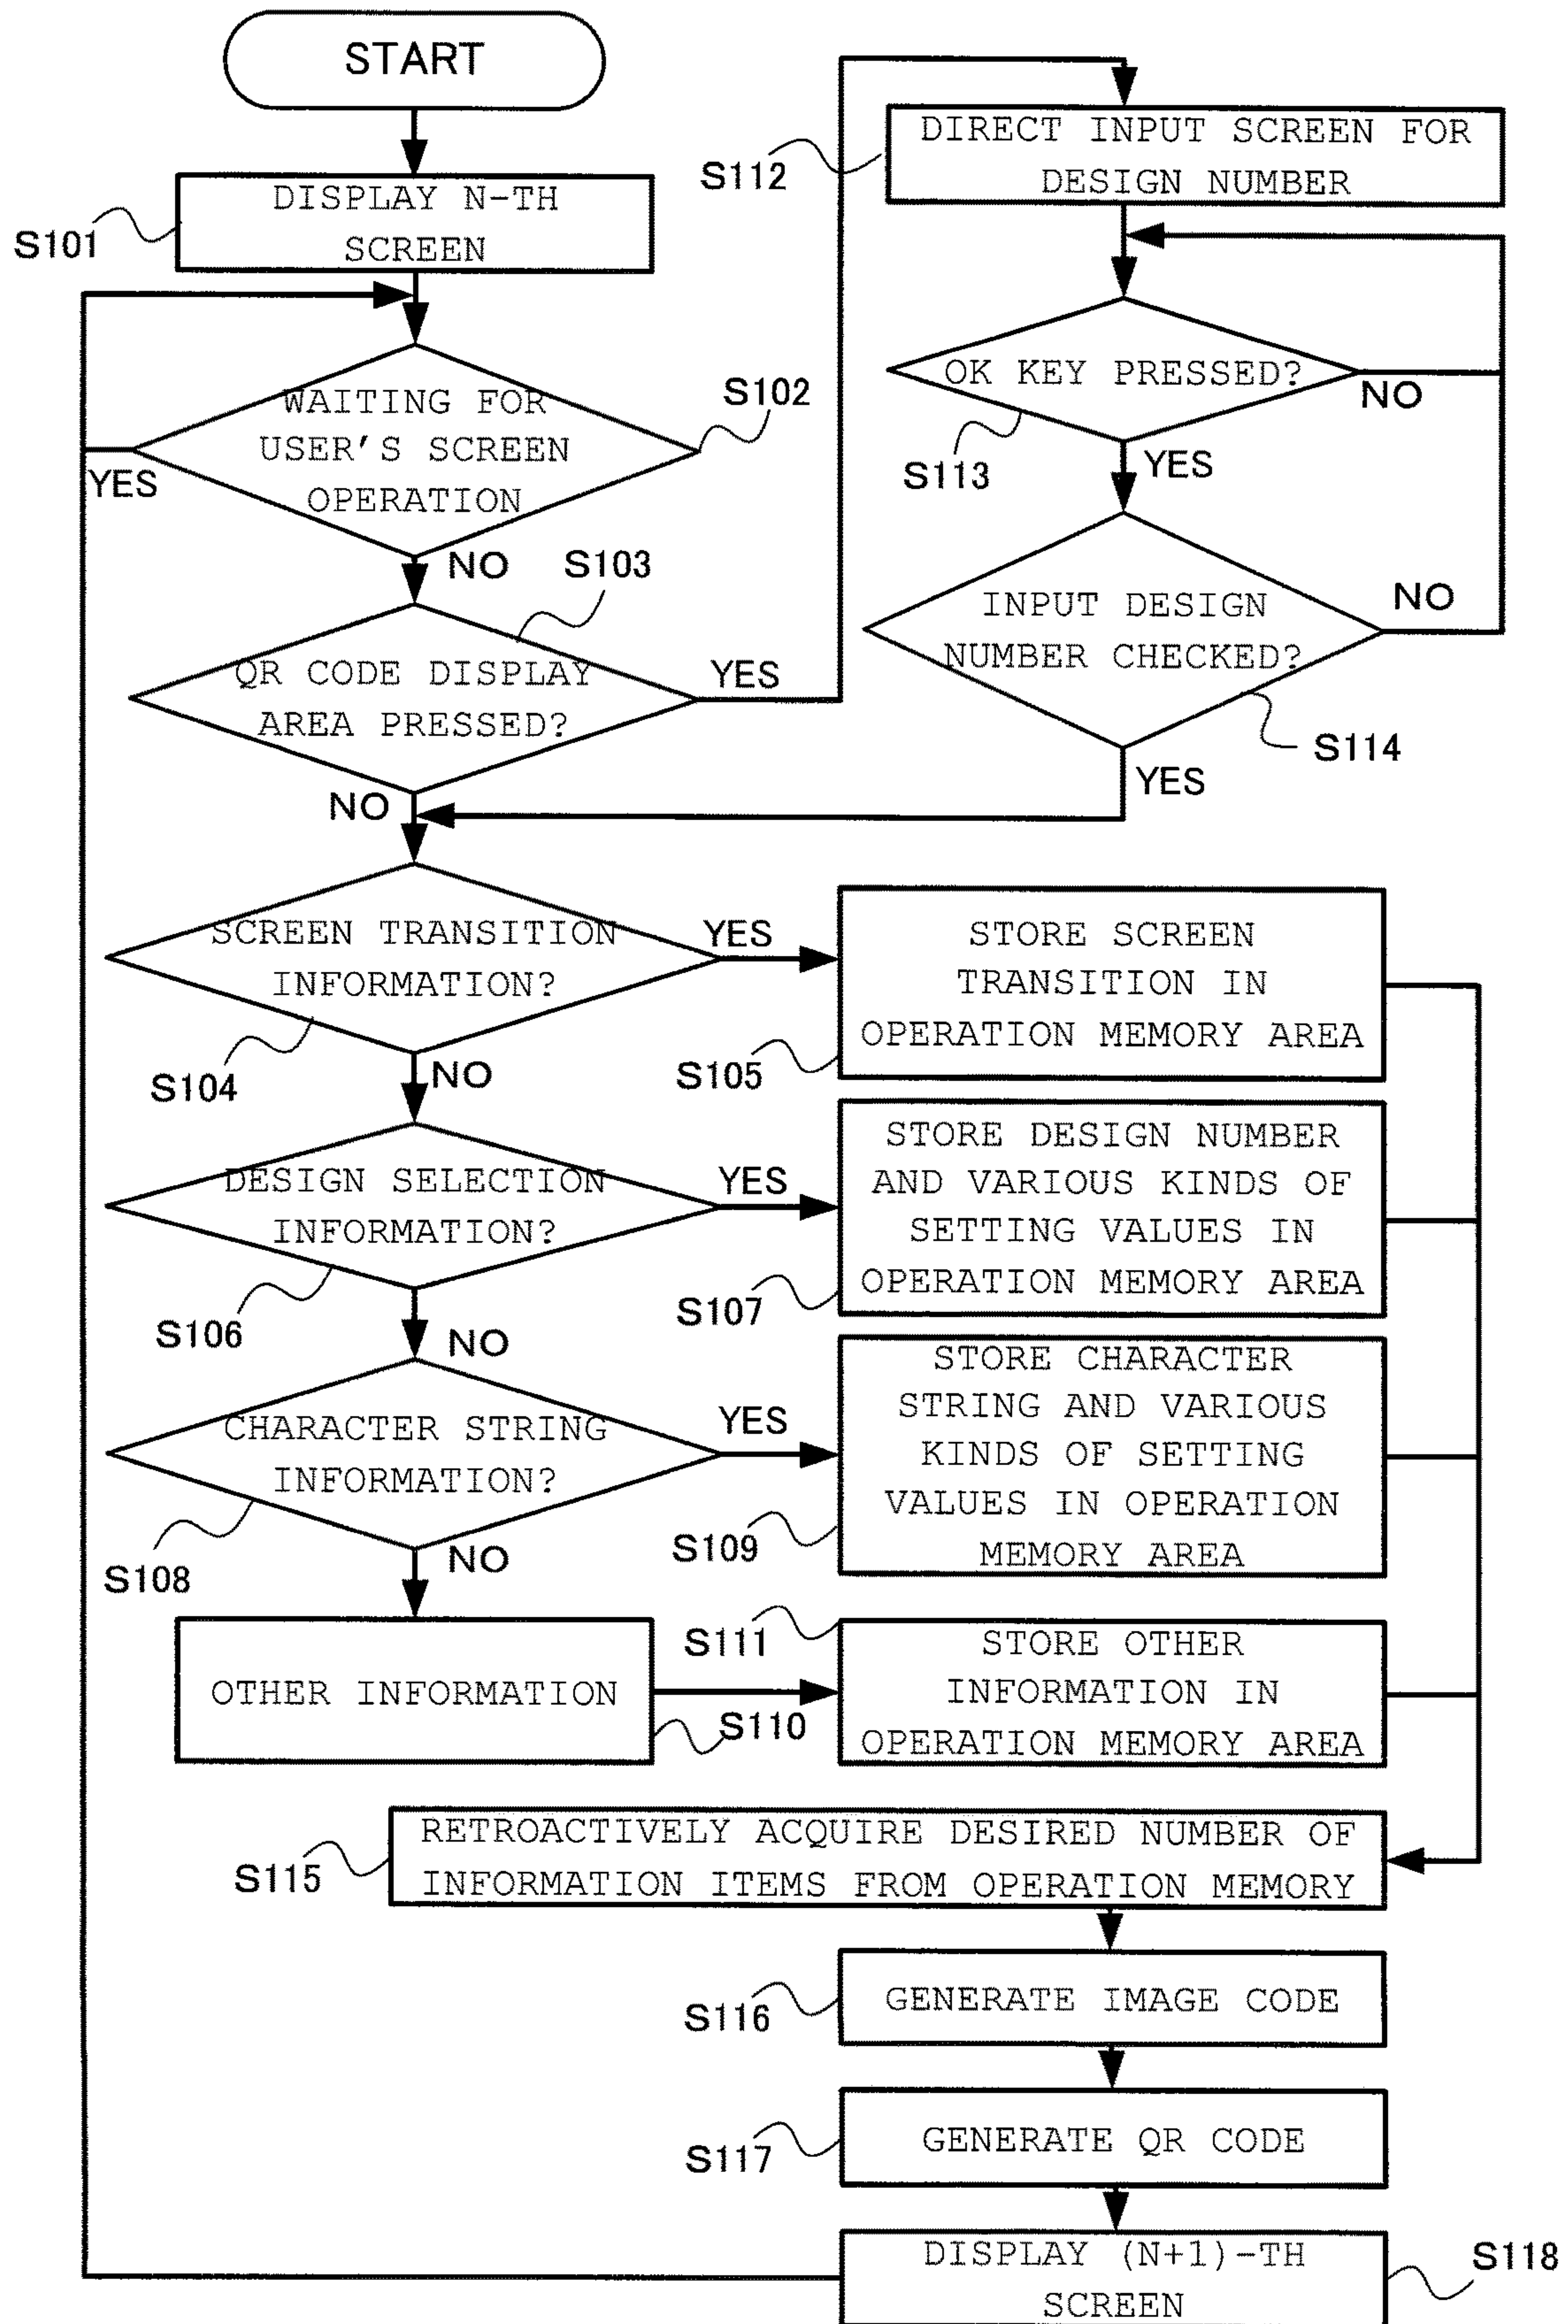 START
DISPLAY N-TH
SCREEN
S101
WAITING FOR
USER'S SCREEN
OPERATION
S102
YES
NO
S103
QR CODE DISPLAY
AREA PRESSED?
YES
NO
DIRECT INPUT SCREEN FOR
DESIGN NUMBER
S112
OK KEY PRESSED?
NO
S113
YES
INPUT DESIGN
NUMBER CHECKED?
NO
S114
YES
SCREEN TRANSITION
INFORMATION?
YES
S104
NO
STORE SCREEN
TRANSITION IN
OPERATION MEMORY AREA
S105
DESIGN SELECTION
INFORMATION?
YES
S106
NO
STORE DESIGN NUMBER
AND VARIOUS KINDS OF
SETTING VALUES IN
OPERATION MEMORY AREA
S107
CHARACTER STRING
INFORMATION?
YES
S108
NO
STORE CHARACTER
STRING AND VARIOUS
KINDS OF SETTING
VALUES IN OPERATION
MEMORY AREA
S109
OTHER INFORMATION
S110
S111
STORE OTHER
INFORMATION IN
OPERATION MEMORY AREA
RETROACTIVELY ACQUIRE DESIRED NUMBER OF
INFORMATION ITEMS FROM OPERATION MEMORY
S115
GENERATE IMAGE CODE
S116
GENERATE QR CODE
S117
DISPLAY (N+1)-TH
SCREEN
S118